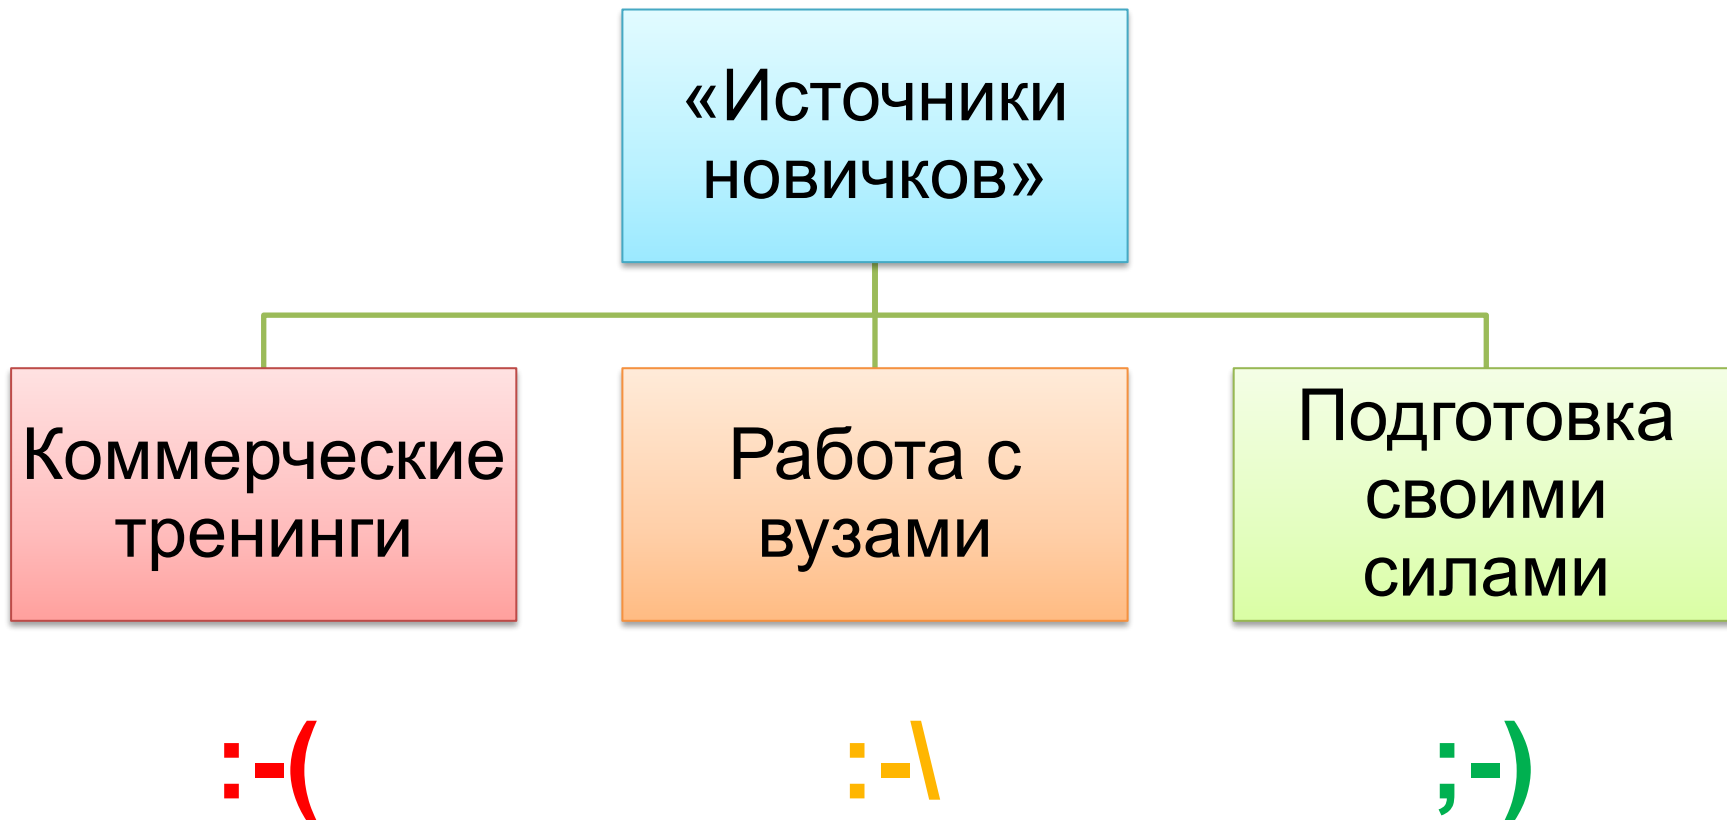 «Источники
новичков»
Коммерческие
тренинги
Работа с
вузами
Подготовка
своими
силами
:-(
:-\
;-)